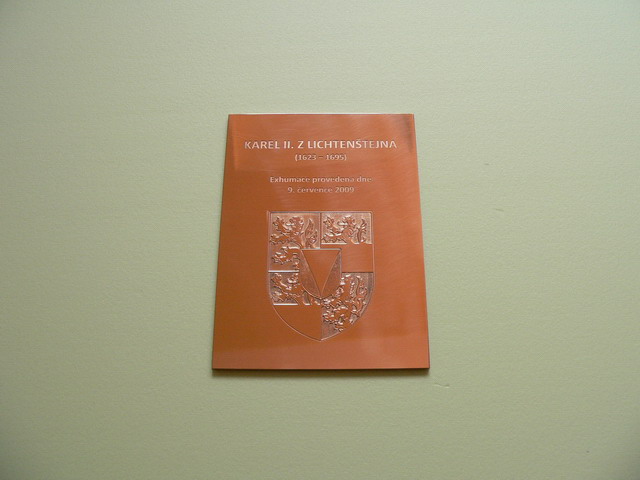 KAREL II. Z LICHTENŠTEJNA
(1623 – 1695)
Exhumace provedena dne
9. července 2009